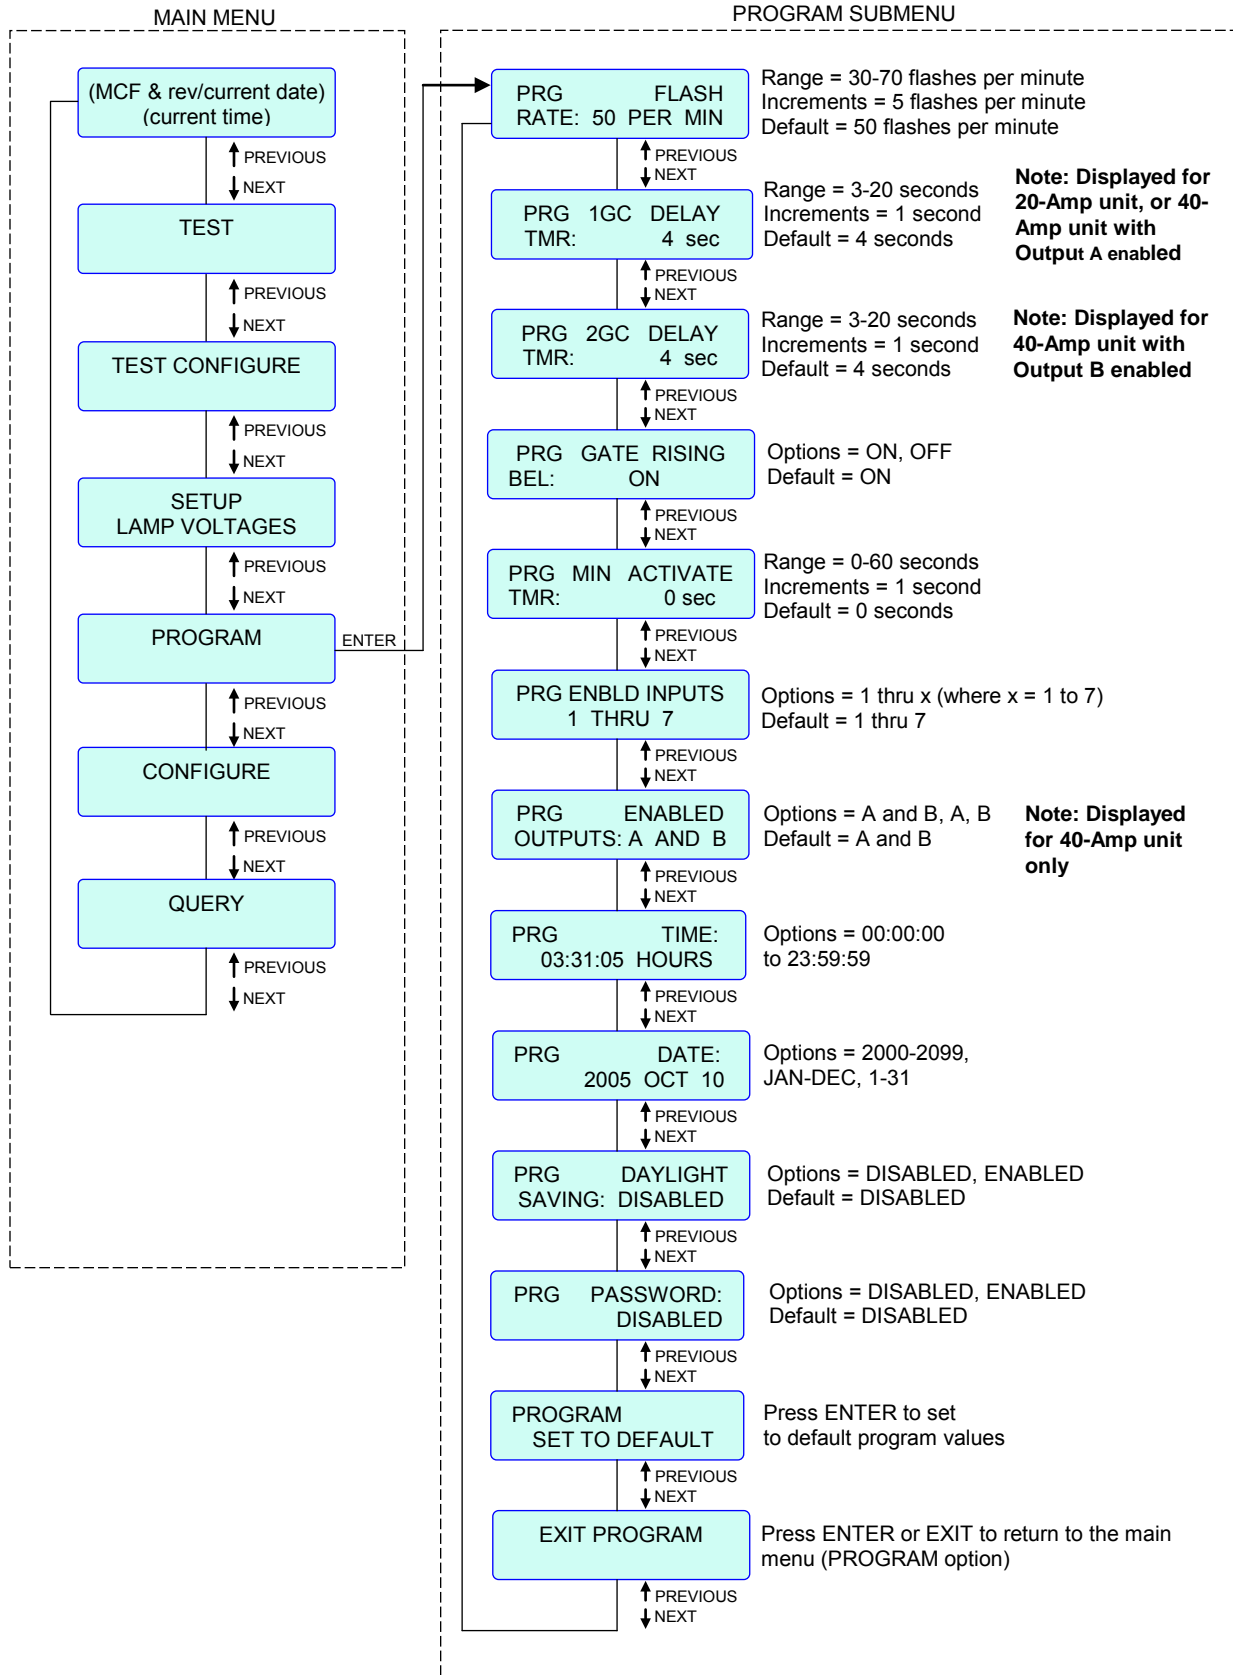 MAIN MENU
(MCF & rev/current date)
(current time)
PREVIOUS
NEXT
TEST
PREVIOUS
NEXT
TEST CONFIGURE
PREVIOUS
NEXT
SETUP
LAMP VOLTAGES
PREVIOUS
NEXT
PROGRAM
ENTER
PREVIOUS
NEXT
CONFIGURE
PREVIOUS
NEXT
QUERY
PREVIOUS
NEXT
PROGRAM SUBMENU
PRG FLASH
RATE: 50 PER MIN
Range = 30-70 flashes per minute
Increments = 5 flashes per minute
Default = 50 flashes per minute
PREVIOUS
NEXT
PRG 1GC DELAY
TMR: 4 sec
Range = 3-20 seconds
Increments = 1 second
Default = 4 seconds
Note: Displayed for
20-Amp unit, or 40-
Amp unit with
Output A enabled
PREVIOUS
NEXT
PRG 2GC DELAY
TMR: 4 sec
Range = 3-20 seconds
Increments = 1 second
Default = 4 seconds
Note: Displayed for
40-Amp unit with
Output B enabled
PREVIOUS
NEXT
PRG GATE RISING
BEL: ON
Options = ON, OFF
Default = ON
PREVIOUS
NEXT
PRG MIN ACTIVATE
TMR: 0 sec
Range = 0-60 seconds
Increments = 1 second
Default = 0 seconds
PREVIOUS
NEXT
PRG ENBLD INPUTS
1 THRU 7
Options = 1 thru x (where x = 1 to 7)
Default = 1 thru 7
PREVIOUS
NEXT
PRG ENABLED
OUTPUTS: A AND B
Options = A and B, A, B
Default = A and B
Note: Displayed
for 40-Amp unit
only
PREVIOUS
NEXT
PRG TIME:
03:31:05 HOURS
Options = 00:00:00
to 23:59:59
PREVIOUS
NEXT
PRG DATE:
2005 OCT 10
Options = 2000-2099,
JAN-DEC, 1-31
PREVIOUS
NEXT
PRG DAYLIGHT
SAVING: DISABLED
Options = DISABLED, ENABLED
Default = DISABLED
PREVIOUS
NEXT
PRG PASSWORD:
DISABLED
Options = DISABLED, ENABLED
Default = DISABLED
PREVIOUS
NEXT
PROGRAM
SET TO DEFAULT
Press ENTER to set
to default program values
PREVIOUS
NEXT
EXIT PROGRAM
Press ENTER or EXIT to return to the main
menu (PROGRAM option)
PREVIOUS
NEXT